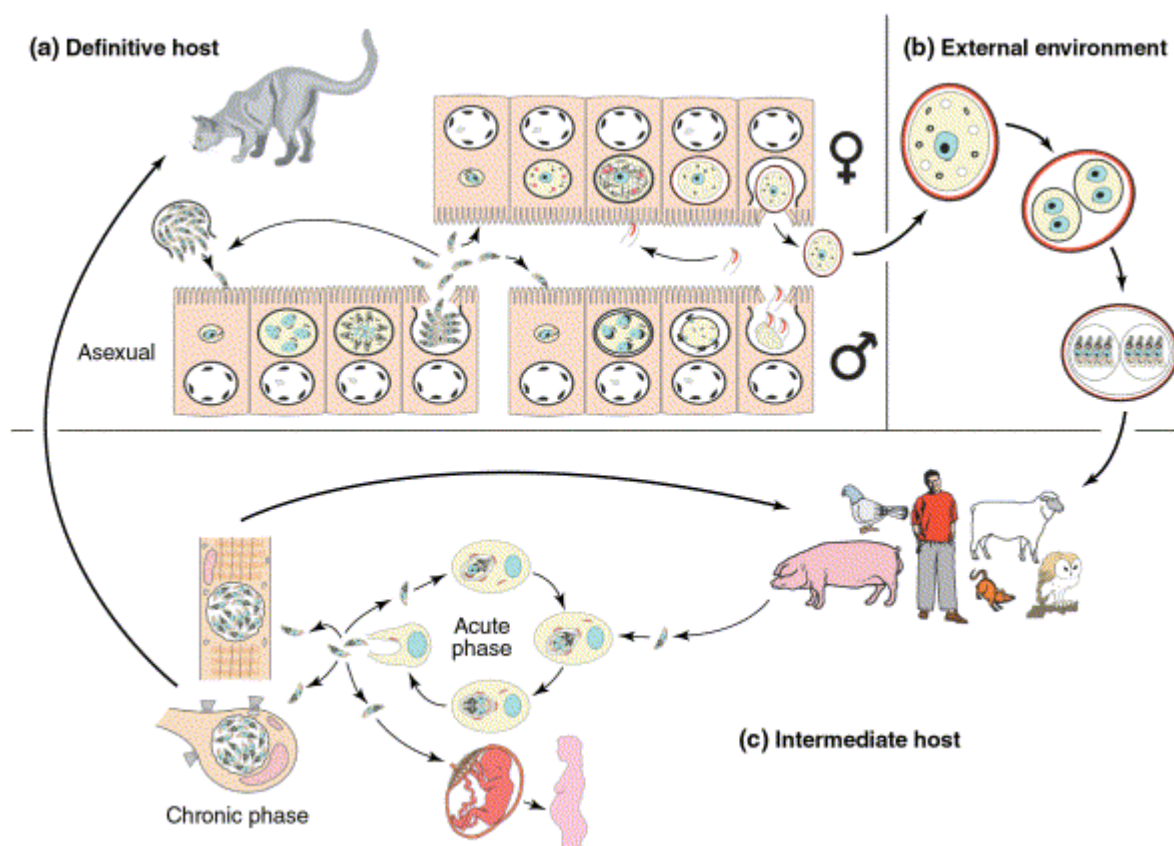 (a) Definitive host
(b) External environment
Asexual
Acute
phase
(c) Intermediate host
Chronic phase